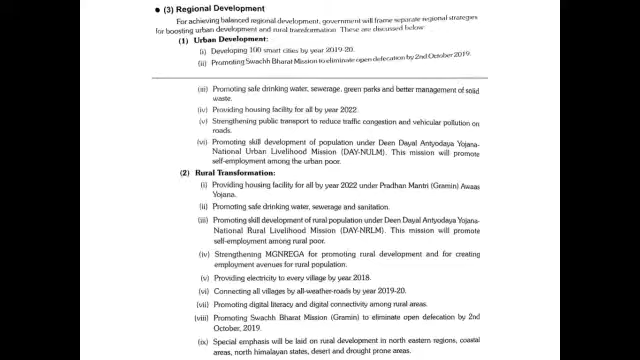 ● (3) Regional Development
For achieving balanced regional development, government will frame separate regional strategies
for boosting urban development and rural transformation. These are discussed below:
(1) Urban Development:
(i) Developing 100 smart cities by year 2019-20.
(ii) Promoting Swachh Bharat Mission to eliminate open defecation by 2nd October 2019.
(iii) Promoting safe drinking water, sewerage, green parks and better management of solid
waste.
(iv) Providing housing facility for all by year 2022.
(v) Strengthening public transport to reduce traffic congestion and vehicular pollution on
roads.
(vi) Promoting skill development of population under Deen Dayal Antyodaya Yojana-
National Urban Livelihood Mission (DAY-NULM). This mission will promote
self-employment among the urban poor.
(2) Rural Transformation:
(i) Providing housing facility for all by year 2022 under Pradhan Mantri (Gramin) Awaas
Yojana.
(ii) Promoting safe drinking water, sewerage and sanitation.
(iii) Promoting skill development of rural population under Deen Dayal Antyodaya Yojana-
National Rural Livelihood Mission (DAY-NRLM). This mission will promote
self-employment among rural poor.
(iv) Strengthening MGNREGA for promoting rural development and for creating
employment avenues for rural population.
(v) Providing electricity to every village by year 2018.
(vi) Connecting all villages by all-weather-roads by year 2019-20.
(vii) Promoting digital literacy and digital connectivity among rural areas.
(viii) Promoting Swachh Bharat Mission (Gramin) to eliminate open defecation by 2nd
October, 2019.
(ix) Special emphasis will be laid on rural development in north eastern regions, coastal
areas, north himalayan states, desert and drought prone areas.